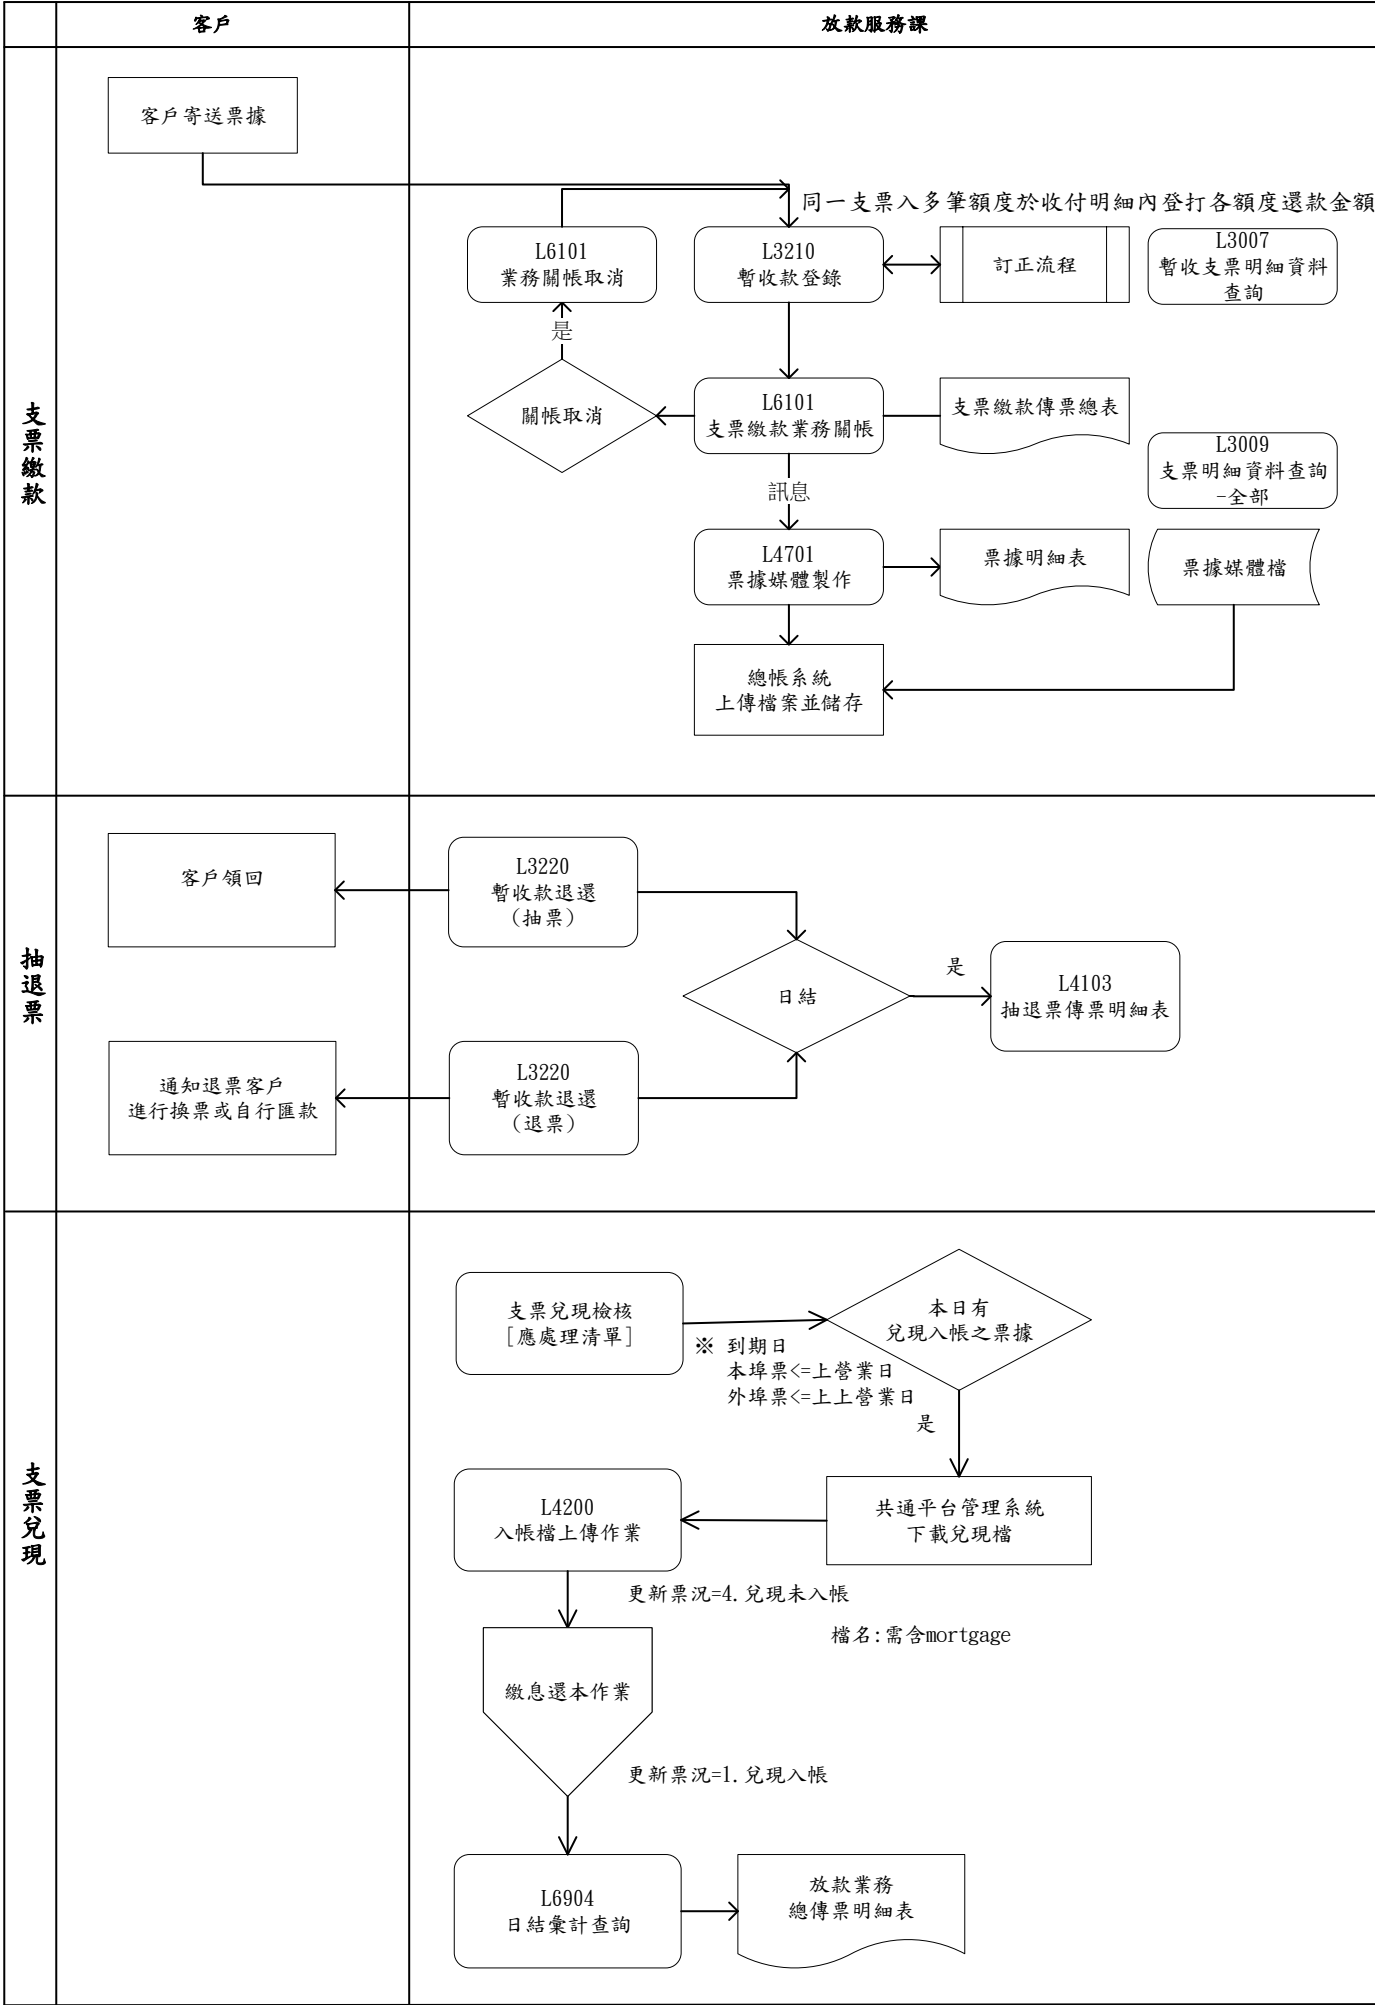 客戶
放款服務課
支票繳款
客戶寄送票據
同一支票入多筆額度於收付明細內登打各額度還款金額
L6101
業務關帳取消
L3210
暫收款登錄
訂正流程
L3007
暫收支票明細資料
查詢
是
關帳取消
L6101
支票繳款業務關帳
支票繳款傳票總表
L3009
支票明細資料查詢
-全部
訊息
L4701
票據媒體製作
票據明細表
票據媒體檔
總帳系統
上傳檔案並儲存
抽退票
客戶領回
L3220
暫收款退還
(抽票)
日結
是
L4103
抽退票傳票明細表
通知退票客戶
進行換票或自行匯款
L3220
暫收款退還
(退票)
支票兌現
支票兌現檢核
[應處理清單]
※ 到期日
本埠票<=上營業日
外埠票<=上上營業日
本日有
兌現入帳之票據
是
L4200
入帳檔上傳作業
共通平台管理系統
下載兌現檔
更新票況=4.兌現未入帳
檔名:需含mortgage
繳息還本作業
更新票況=1.兌現入帳
L6904
日結彙計查詢
放款業務
總傳票明細表